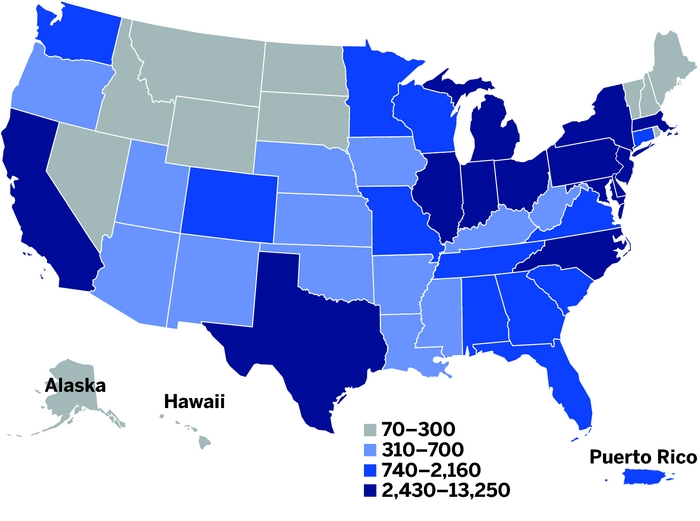 Alaska
Hawaii
70–300
310–700
740–2,160
2,430–13,250
Puerto Rico